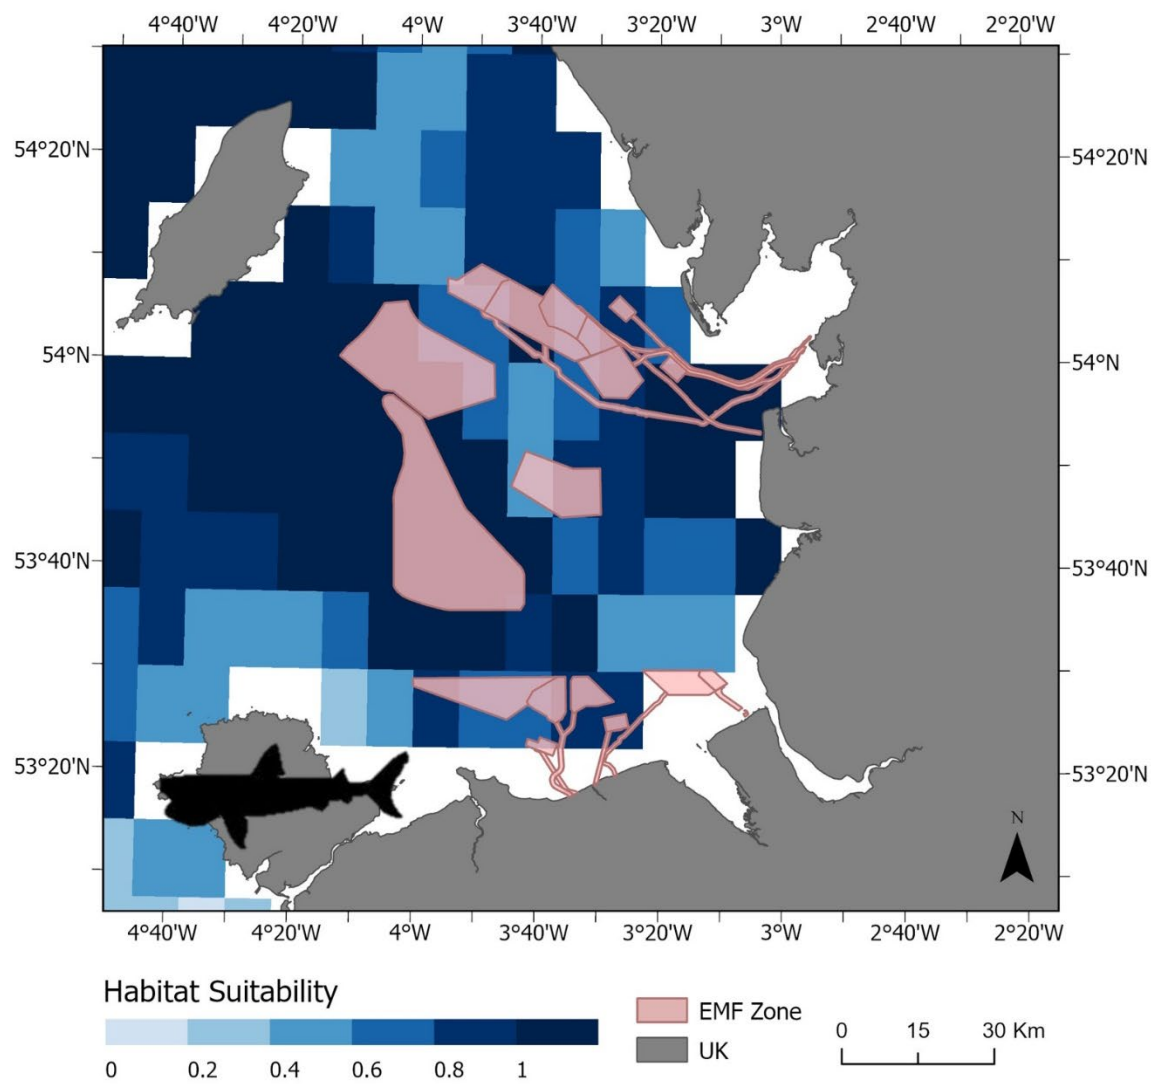 4°40'W 4°20'W 4°W 3°40'W 3°20'W 3°W 2°40'W 2°20'W
54°20'N 54°20'N
54°N 54°N
53°40'N 53°40'N
53°20'N 53°20'N
N
4°40'W 4°20'W 4°W 3°40'W 3°20'W 3°W 2°40'W 2°20'W
Habitat Suitability
0 0.2 0.4 0.6 0.8 1
EMF Zone
UK
0 15 30 Km